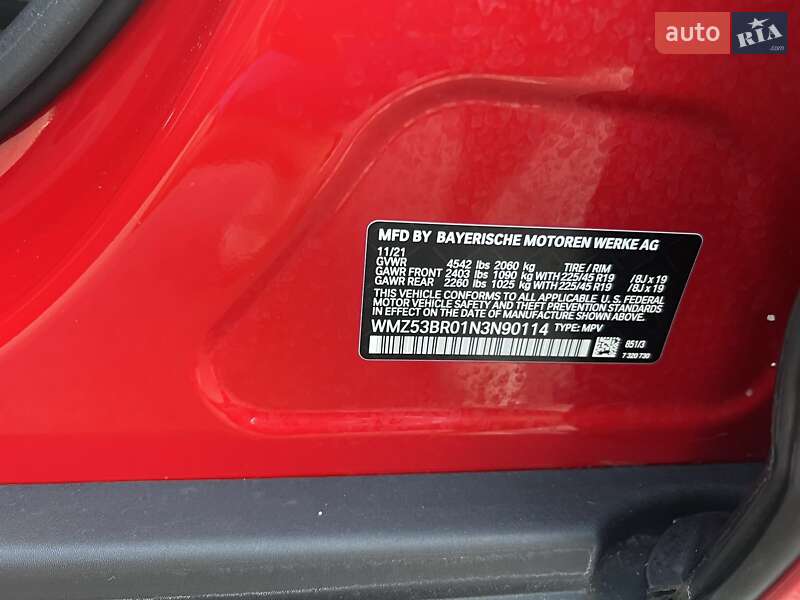 auto RIA
.com
MFD BY BAYERISCHE MOTOREN WERKE AG
11/21
GVWR 4542 lbs 2060 kg TIRE / RIM
GAWR FRONT 2403 lbs 1090 kg WITH 225/45 R19 /8J x 19
GAWR REAR 2260 lbs 1025 kg WITH 225/45 R19 /8J x 19
THIS VEHICLE CONFORMS TO ALL APPLICABLE U. S. FEDERAL
MOTOR VEHICLE SAFETY AND THEFT PREVENTION STANDARDS
IN EFFECT ON THE DATE OF MANUFACTURE SHOWN ABOVE.
WMZ53BR01N3N90114 TYPE: MPV
851/3
7 320 730